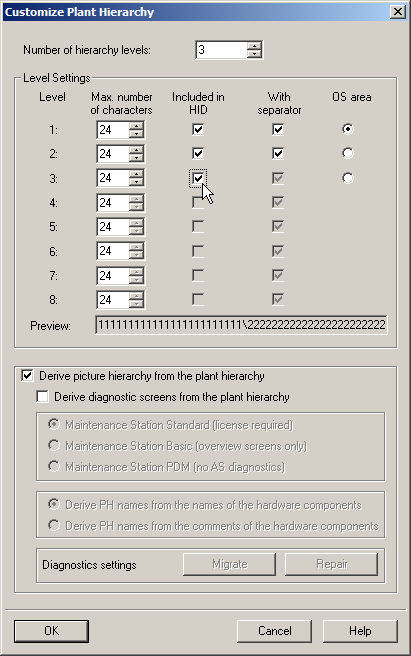 Customize Plant Hierarchy
Number of hierarchy levels: 3
Level Settings
Level Max. number of characters Included in HID With separator OS area
1: 24
2: 24
3: 24
4: 24
5: 24
6: 24
7: 24
8: 24
Preview: 111111111111111111111111\2222222222222222222222
Derive picture hierarchy from the plant hierarchy
Derive diagnostic screens from the plant hierarchy
Maintenance Station Standard (license required)
Maintenance Station Basic (overview screens only)
Maintenance Station PDM (no AS diagnostics)
Derive PH names from the names of the hardware components
Derive PH names from the comments of the hardware components
Diagnostics settings Migrate Repair
OK Cancel Help